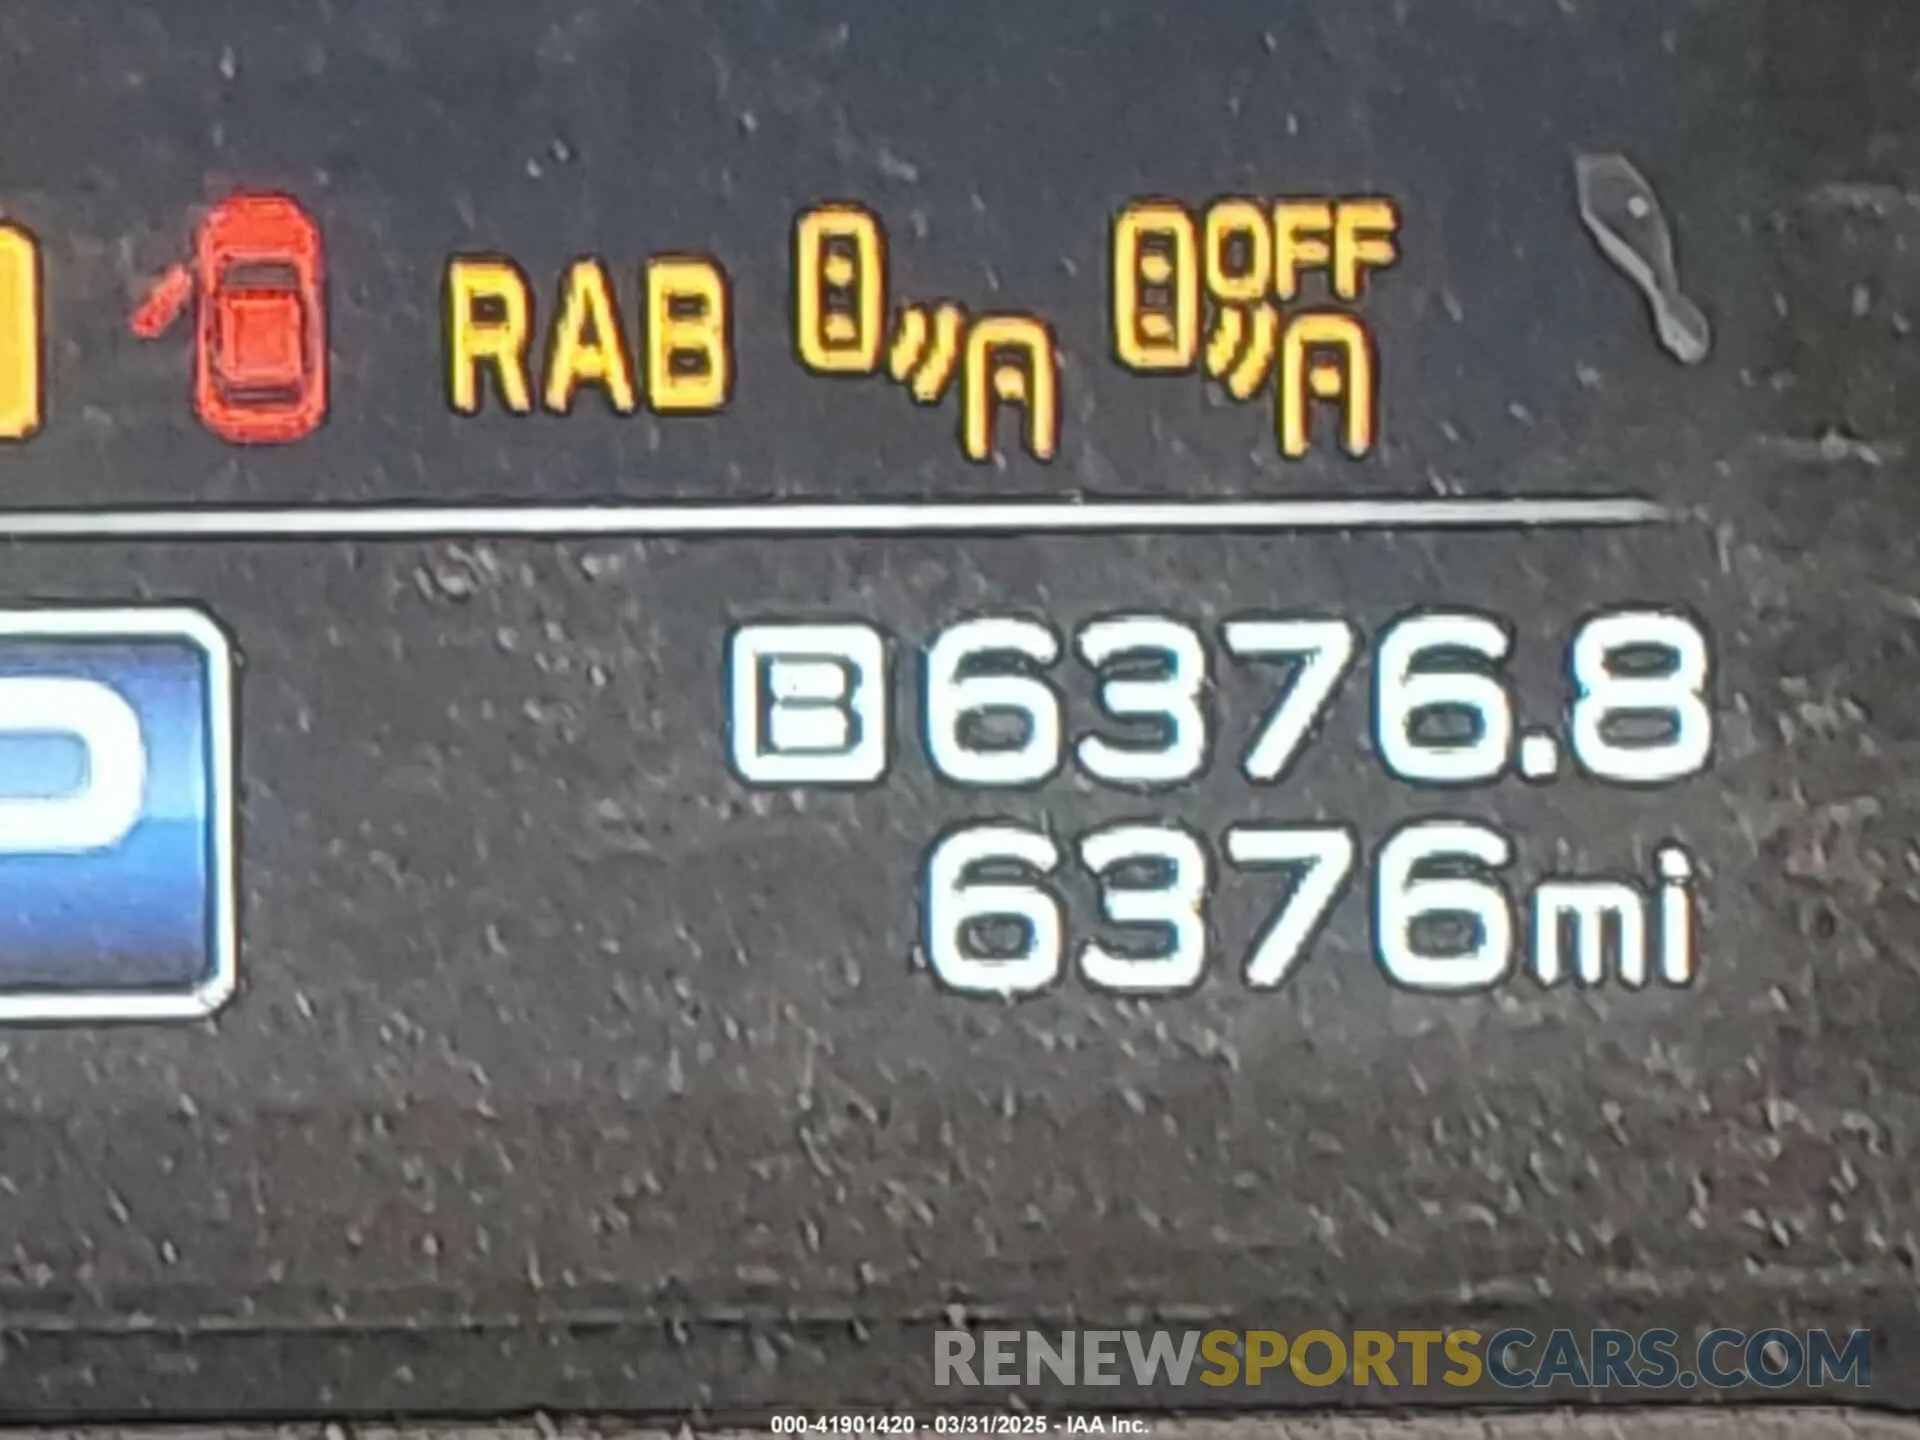 RAB OFF
P B 6376.8
6376mi
RENEWSPORTSCARS.COM
000-41901420 - 03/31/2025 - IAA Inc.